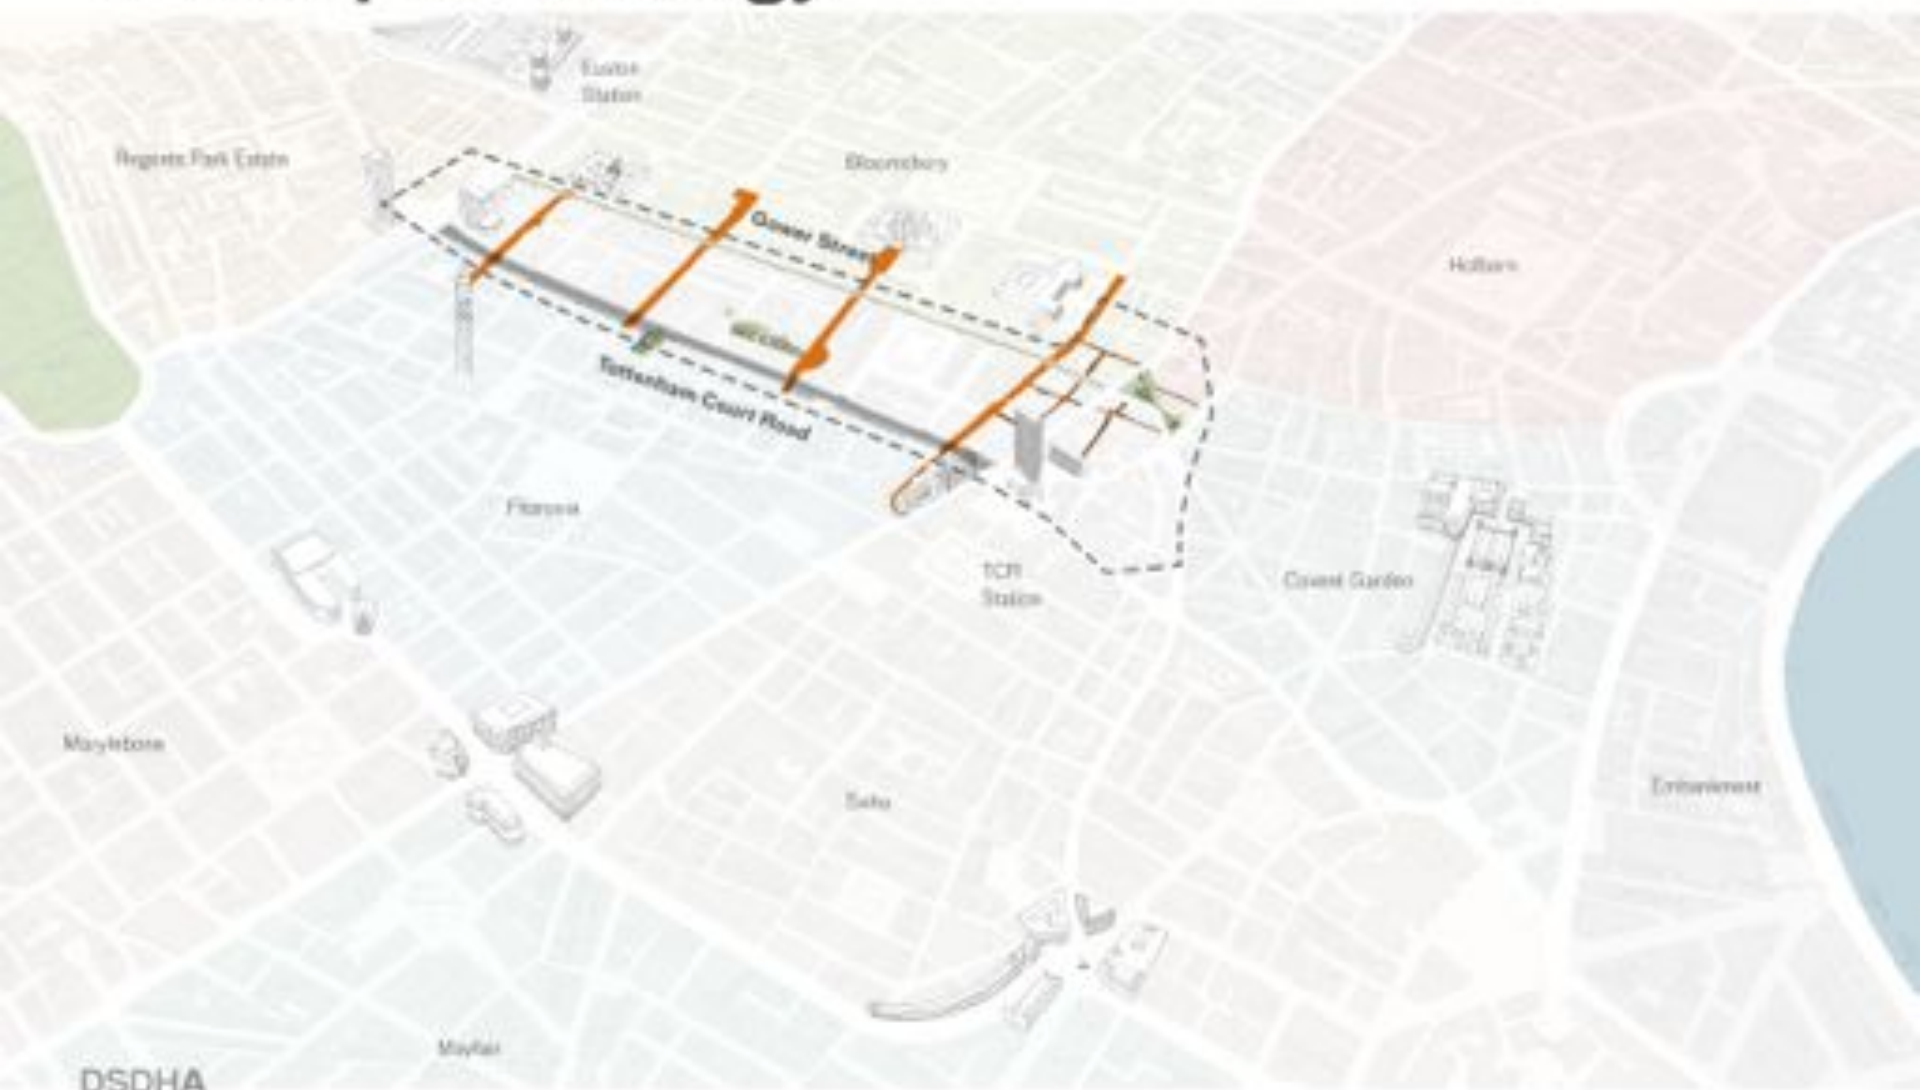 Euston
Station
Regents Park Estate
Bloomsbury
Gower Street
Holborn
Tottenham Court Road
Fitzrovia
TCR
Station
Covent Garden
Marylebone
Soho
Embankment
Mayfair
DSDHA